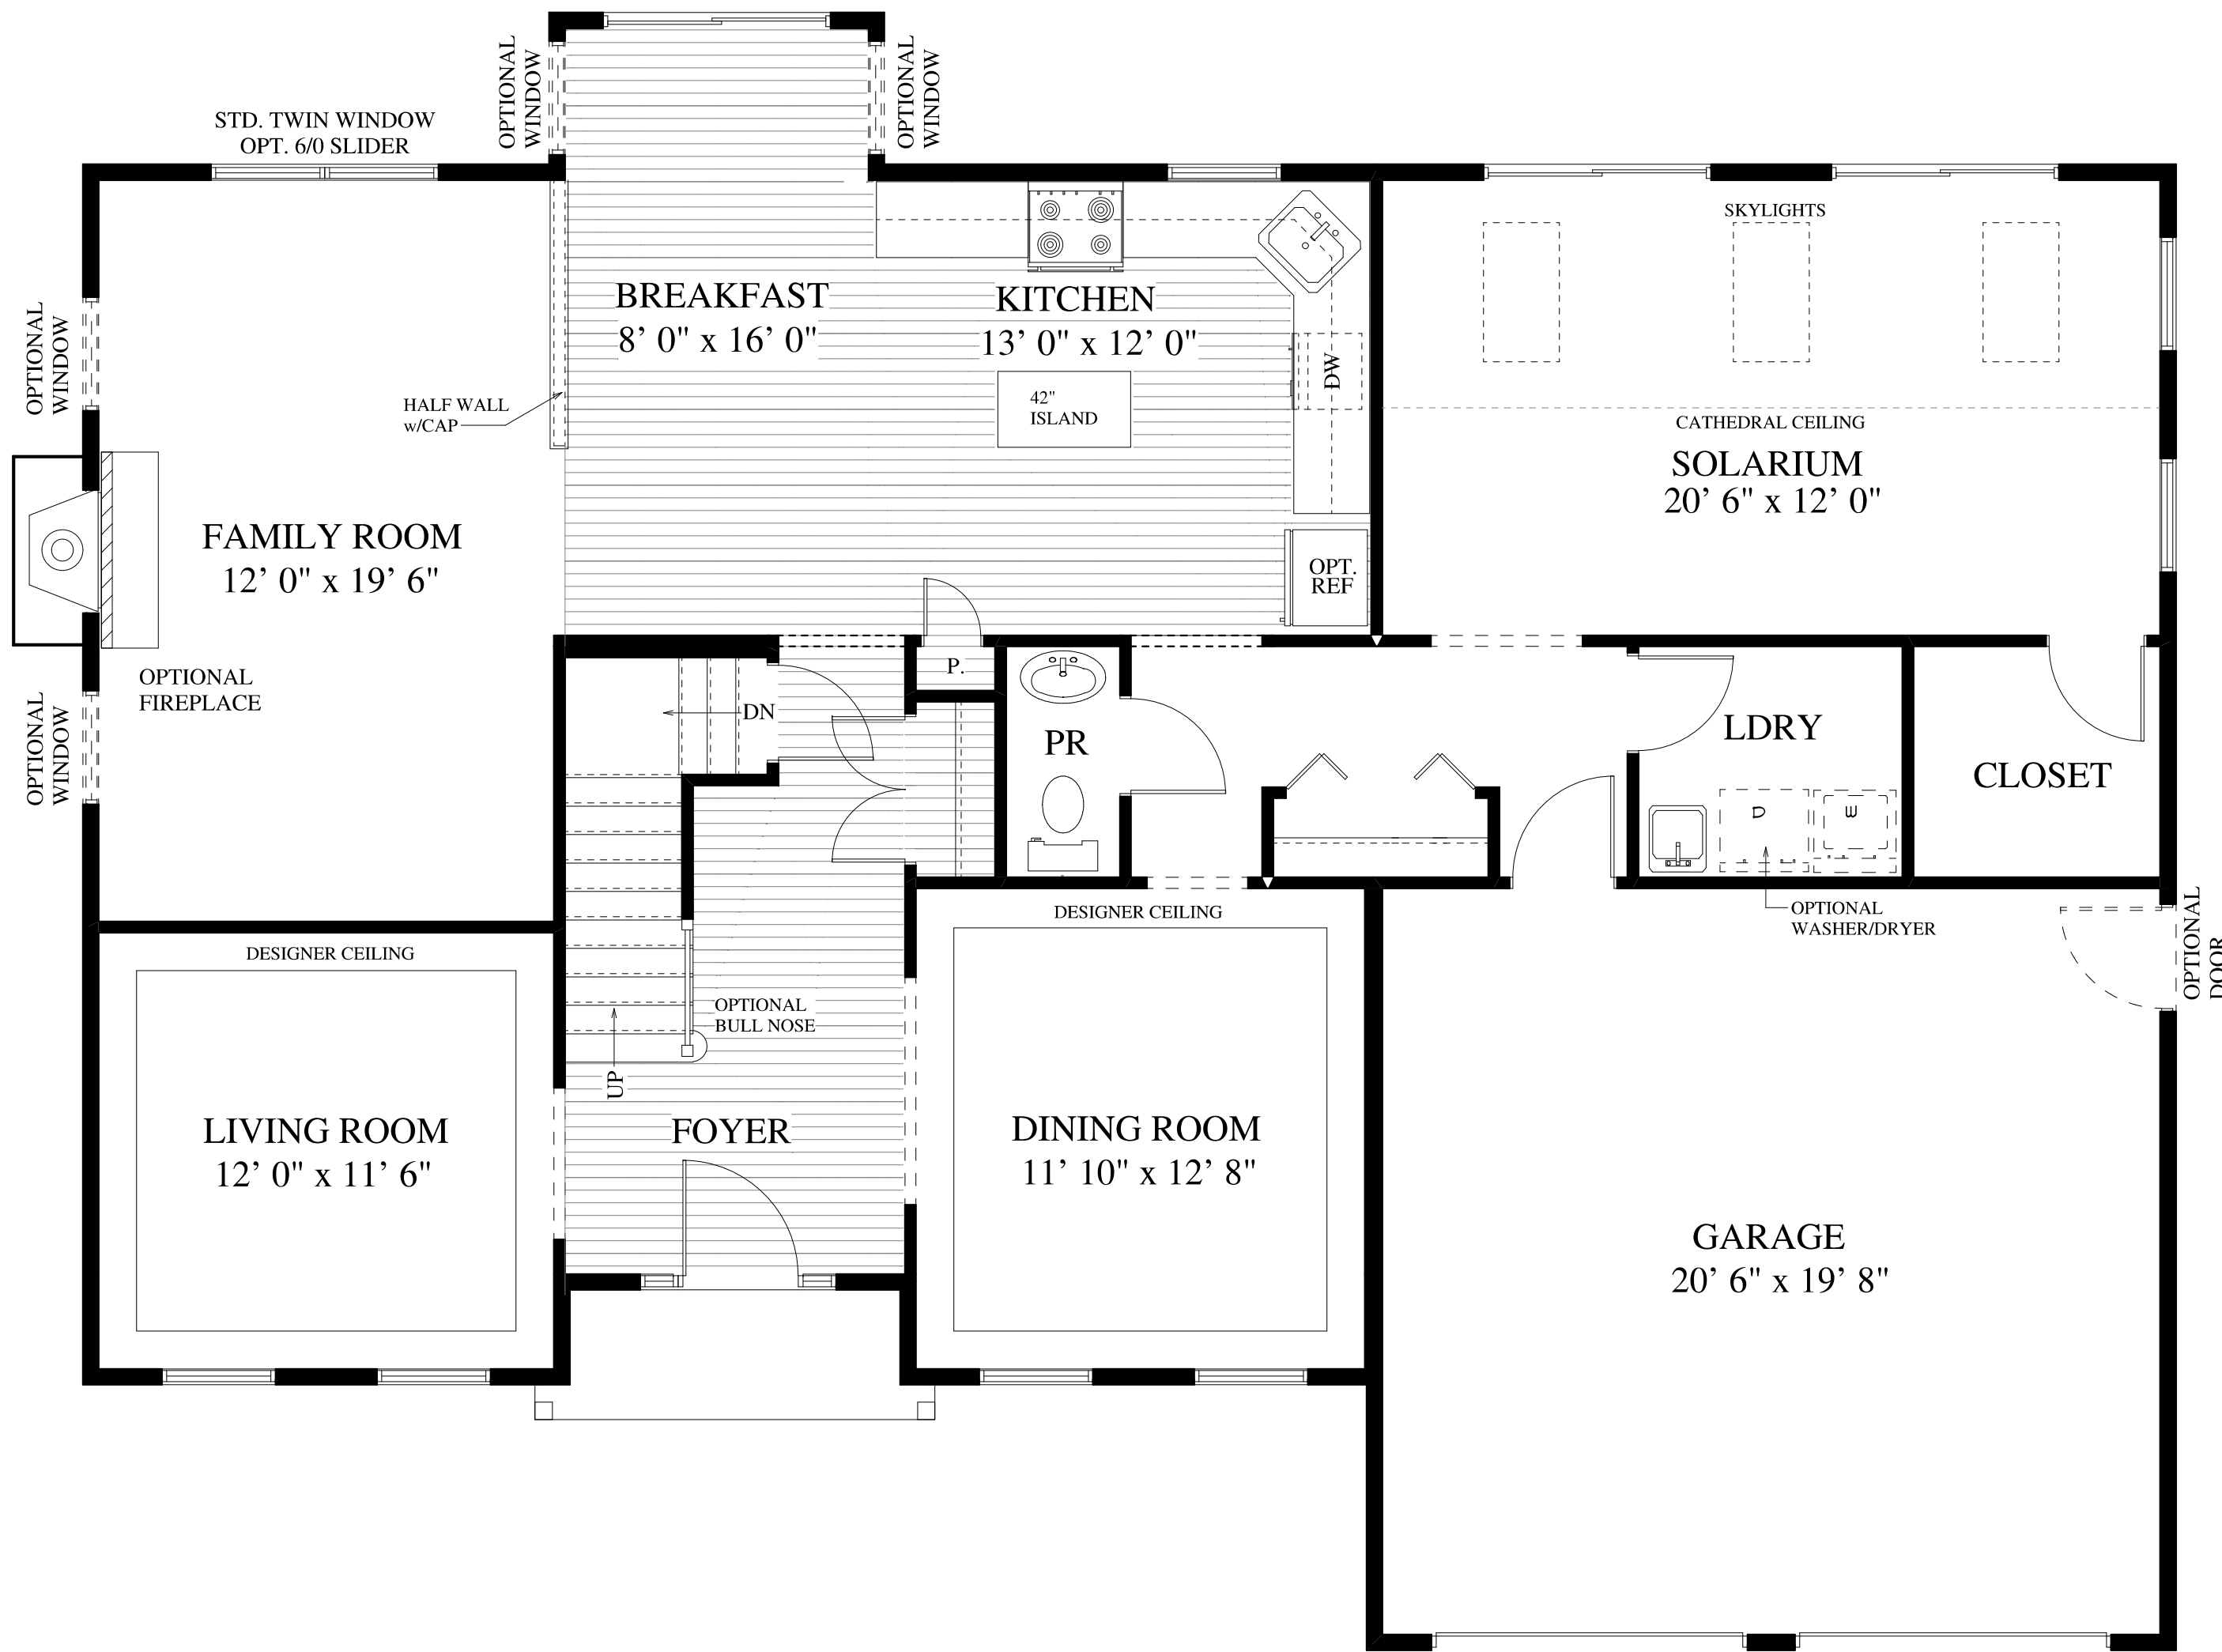 OPTIONAL
WINDOW
OPTIONAL
WINDOW
STD. TWIN WINDOW
OPT. 6/0 SLIDER
SKYLIGHTS
BREAKFAST
8' 0" x 16' 0"
KITCHEN
13' 0" x 12' 0"
OPTIONAL
WINDOW
HALF WALL
w/CAP
42"
ISLAND
DW
CATHEDRAL CEILING
SOLARIUM
20' 6" x 12' 0"
FAMILY ROOM
12' 0" x 19' 6"
OPT.
REF
OPTIONAL
FIREPLACE
P.
OPTIONAL
WINDOW
DN
PR
LDRY
CLOSET
D
W
OPTIONAL
WASHER/DRYER
DESIGNER CEILING
OPTIONAL
DOOR
DESIGNER CEILING
OPTIONAL
BULL NOSE
UP
LIVING ROOM
12' 0" x 11' 6"
FOYER
DINING ROOM
11' 10" x 12' 8"
GARAGE
20' 6" x 19' 8"